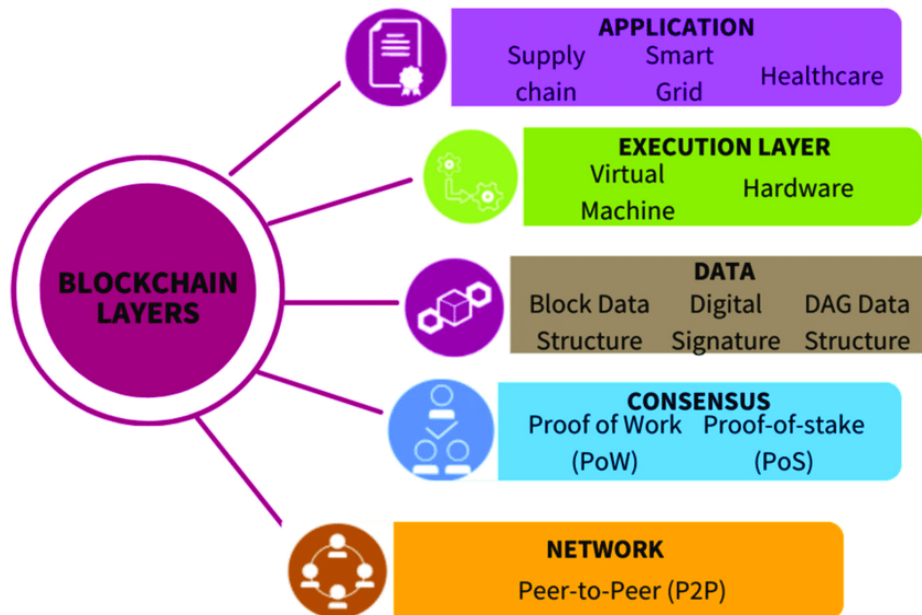 BLOCKCHAIN
LAYERS
APPLICATION
Supply
chain
Smart
Grid
Healthcare
EXECUTION LAYER
Virtual
Machine
Hardware
DATA
Block Data
Structure
Digital
Signature
DAG Data
Structure
CONSENSUS
Proof of Work
(PoW)
Proof-of-stake
(PoS)
NETWORK
Peer-to-Peer (P2P)